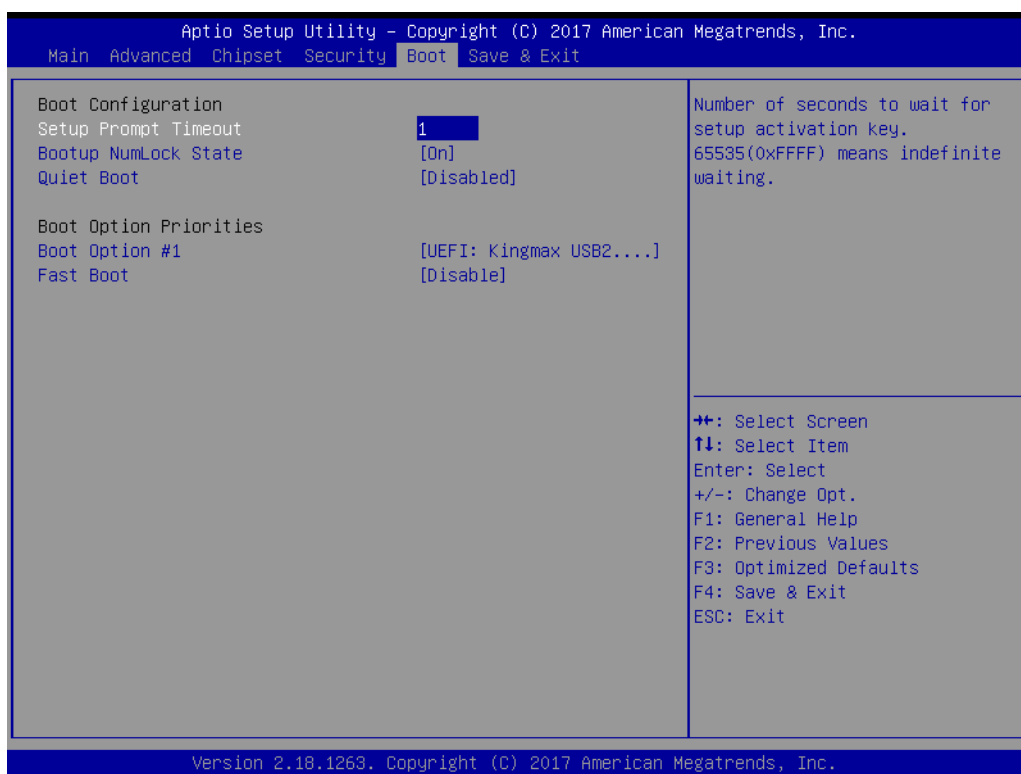 Aptio Setup Utility – Copyright (C) 2017 American Megatrends, Inc.
Main Advanced Chipset Security Boot Save & Exit
Boot Configuration
Setup Prompt Timeout 1
Bootup NumLock State [On]
Quiet Boot [Disabled]
Boot Option Priorities
Boot Option #1 [UEFI: Kingmax USB2....]
Fast Boot [Disable]
Number of seconds to wait for
setup activation key.
65535(0xFFFF) means indefinite
waiting.
→←: Select Screen
↑↓: Select Item
Enter: Select
+/-: Change Opt.
F1: General Help
F2: Previous Values
F3: Optimized Defaults
F4: Save & Exit
ESC: Exit
Version 2.18.1263. Copyright (C) 2017 American Megatrends, Inc.